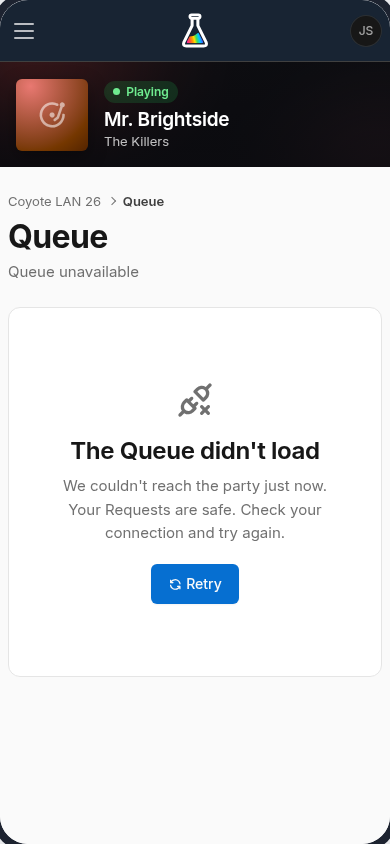 JS
Playing
Mr. Brightside
The Killers
Coyote LAN 26 > Queue
Queue
Queue unavailable
The Queue didn't load
We couldn't reach the party just now.
Your Requests are safe. Check your
connection and try again.
Retry